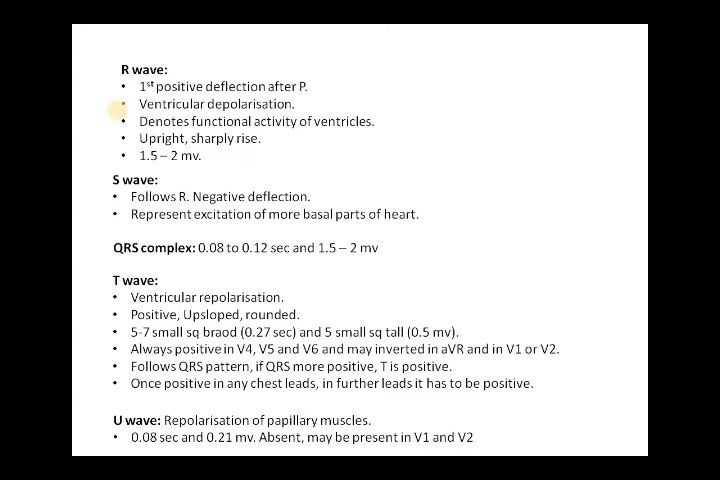 R wave:
• 1st positive deflection after P.
• Ventricular depolarisation.
• Denotes functional activity of ventricles.
• Upright, sharply rise.
• 1.5 – 2 mv.
S wave:
• Follows R. Negative deflection.
• Represent excitation of more basal parts of heart.
QRS complex: 0.08 to 0.12 sec and 1.5 – 2 mv
T wave:
• Ventricular repolarisation.
• Positive, Upsloped, rounded.
• 5-7 small sq braod (0.27 sec) and 5 small sq tall (0.5 mv).
• Always positive in V4, V5 and V6 and may inverted in aVR and in V1 or V2.
• Follows QRS pattern, if QRS more positive, T is positive.
• Once positive in any chest leads, in further leads it has to be positive.
U wave: Repolarisation of papillary muscles.
• 0.08 sec and 0.21 mv. Absent, may be present in V1 and V2